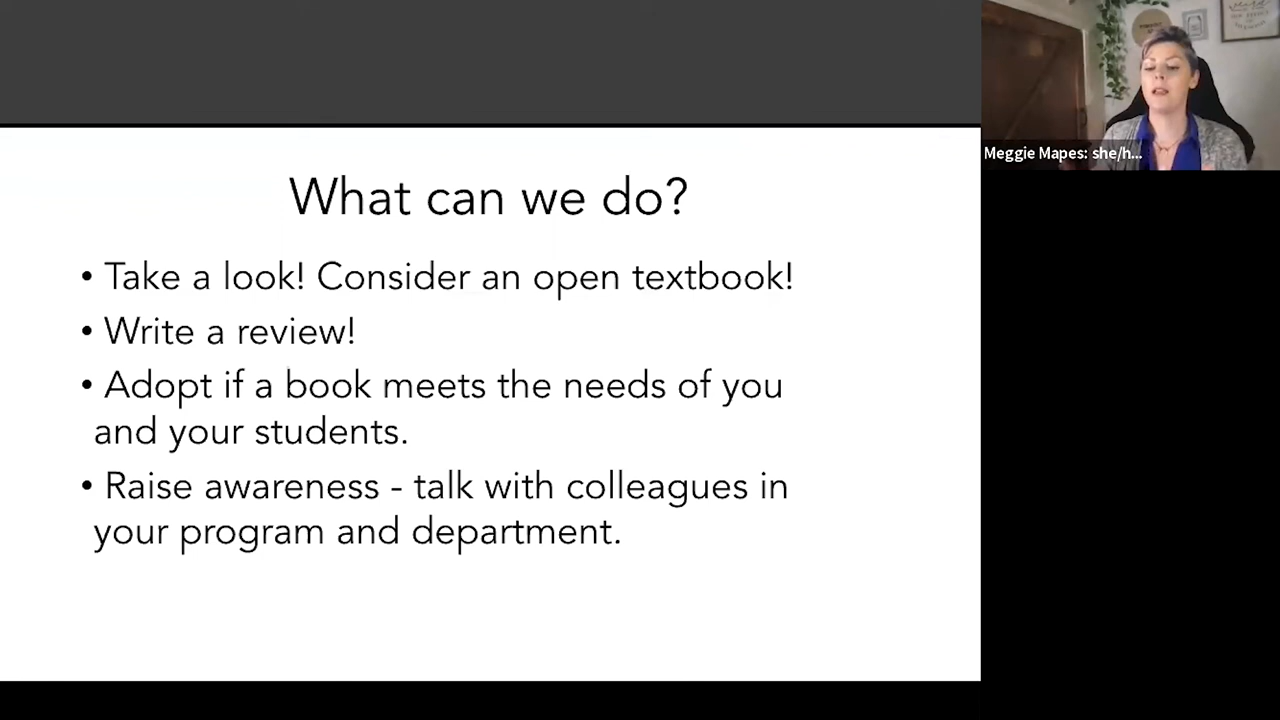 What can we do?
• Take a look! Consider an open textbook!
• Write a review!
• Adopt if a book meets the needs of you
and your students.
• Raise awareness - talk with colleagues in
your program and department.
Meggie Mapes: she/h...